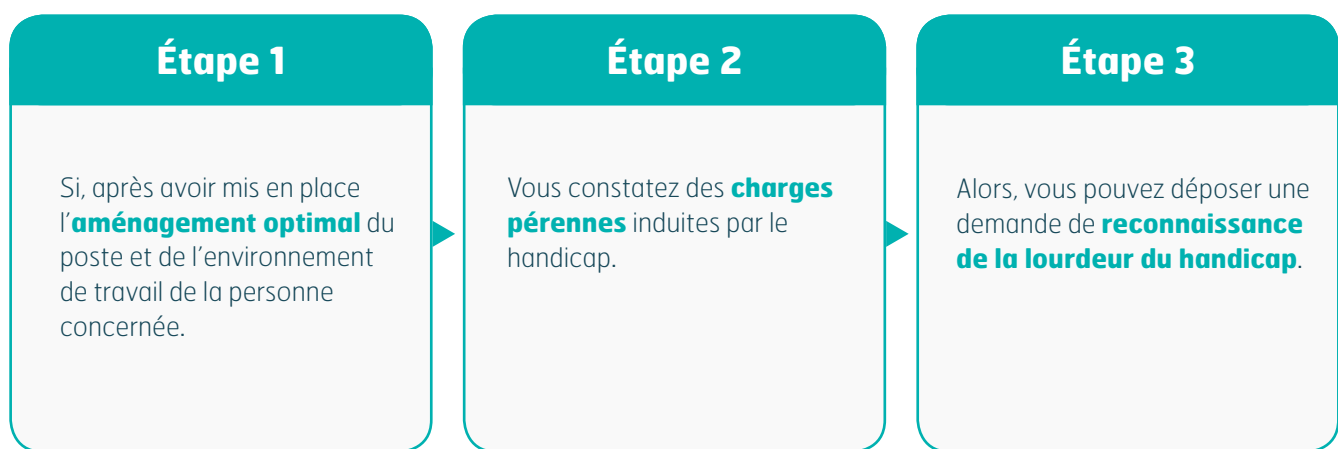 Étape 1
Si, après avoir mis en place
l’aménagement optimal du
poste et de l’environnement
de travail de la personne
concernée.
Étape 2
Vous constatez des charges
pérennes induites par le
handicap.
Étape 3
Alors, vous pouvez déposer une
demande de reconnaissance
de la lourdeur du handicap.